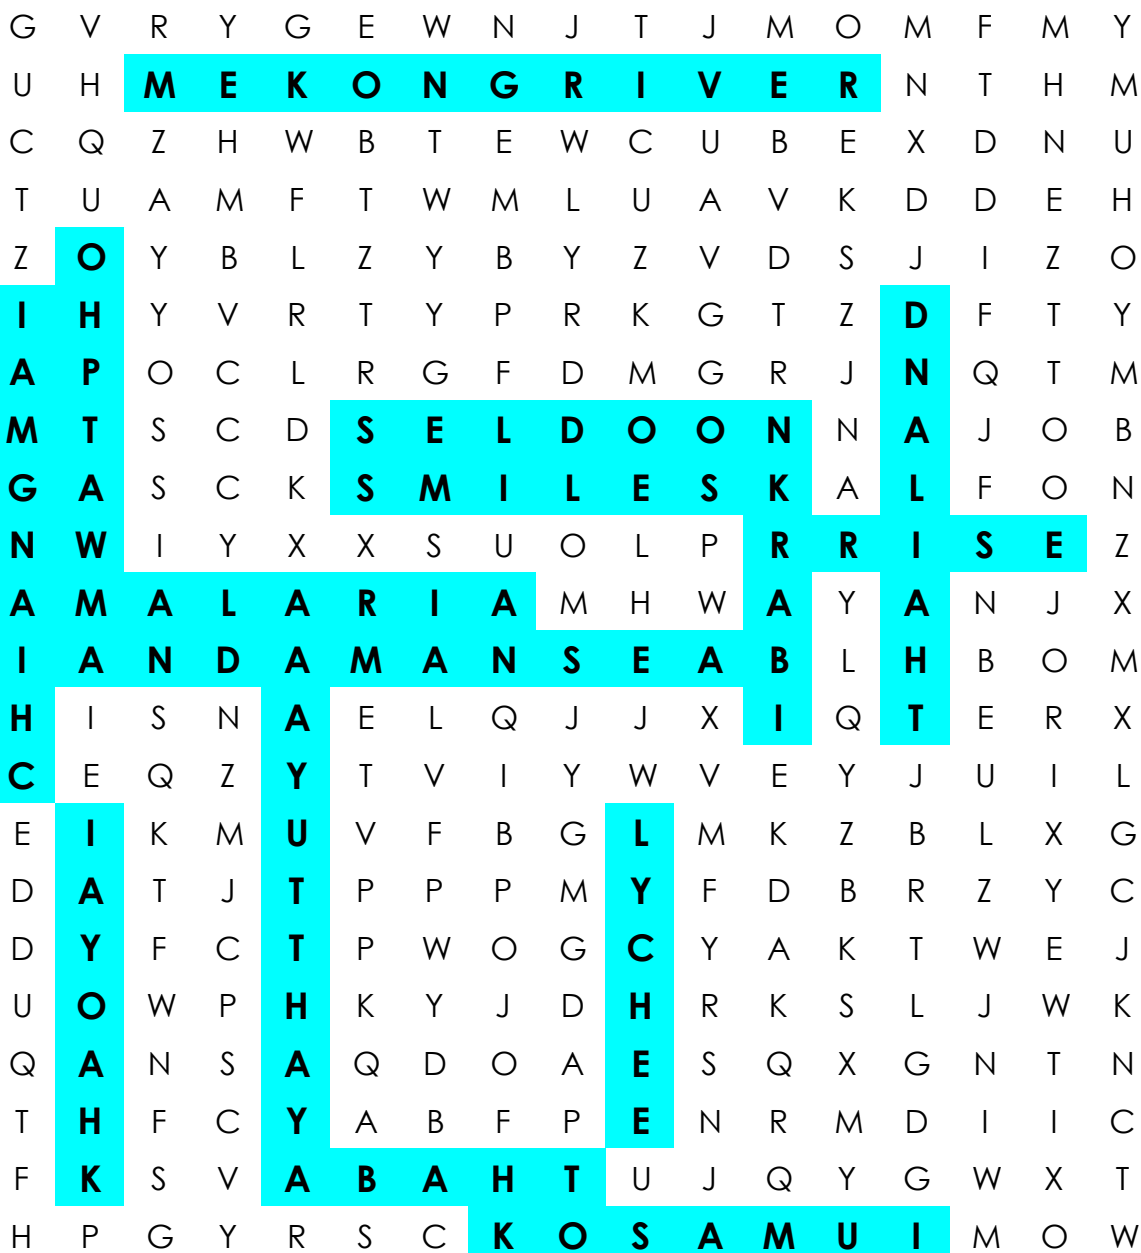 G V R Y G E W N J T J M O M F M Y
U H M E K O N G R I V E R N T H M
C Q Z H W B T E W C U B E X D N U
T U A M F T W M L U A V K D D E H
Z O Y B L Z Y B Y Z V D S J I Z O
I H Y V R T Y P R K G T Z D F T Y
A P O C L R G F D M G R J N Q T M
M T S C D S E L D O O N N A J O B
G A S C K S M I L E S K A L F O N
N W I Y X X S U O L P R R I S E Z
A M A L A R I A M H W A Y A N J X
I A N D A M A N S E A B L H B O M
H I S N A E L Q J J X I Q T E R X
C E Q Z Y T V I Y W V E Y J U I L
E I K M U V F B G L M K Z B L X G
D A T J T P P P M Y F D B R Z Y C
D Y F C T P W O G C Y A K T W E J
U O W P H K Y J D H R K S L J W K
Q A N S A Q D O A E S Q X G N T N
T H F C Y A B F P E N R M D I I C
F K S V A B A H T U J Q Y G W X T
H P G Y R S C K O S A M U I M O W